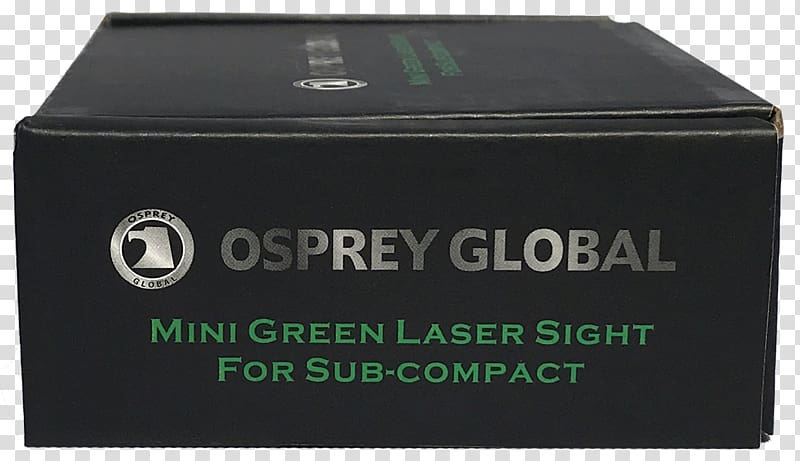 OSPREY
GLOBAL
OSPREY GLOBAL
MINI GREEN LASER SIGHT
FOR SUB-COMPACT